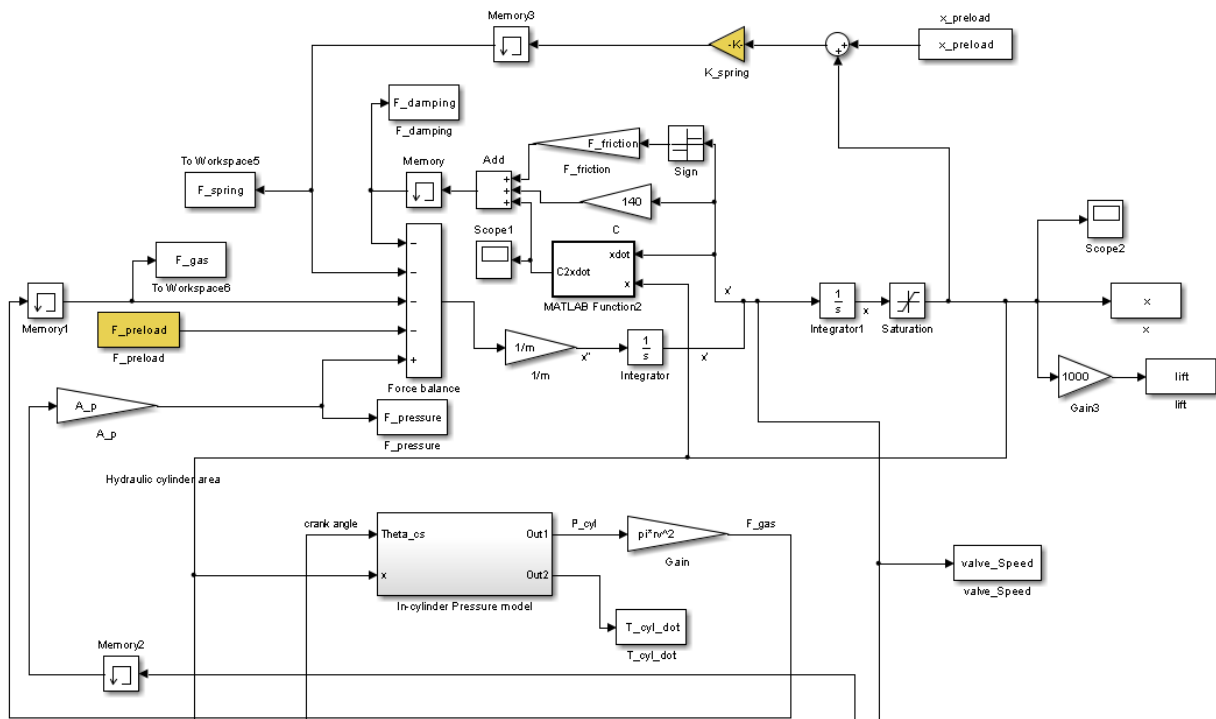 Memory3
x_preload
x_preload
-K-
+
+
K_spring
F_damping
F_damping
To Workspace5
F_spring
Memory
Add
+
+
+
F_friction
F_friction
Sign
140
C
Scope1
xdot
C2xdot
x
MATLAB Function2
F_gas
To Workspace6
Memory1
F_preload
F_preload
−
−
−
−
+
Force balance
1/m
1/m
x''
1
s
Integrator
x'
x'
1
s
Integrator1
x
Saturation
Scope2
x
x
1000
Gain3
lift
lift
A_p
A_p
F_pressure
F_pressure
Hydraulic cylinder area
crank angle
Theta_cs
Out1
x
Out2
In-cylinder Pressure model
P_cyl
pi*rv^2
Gain
F_gas
T_cyl_dot
T_cyl_dot
valve_Speed
valve_Speed
Memory2